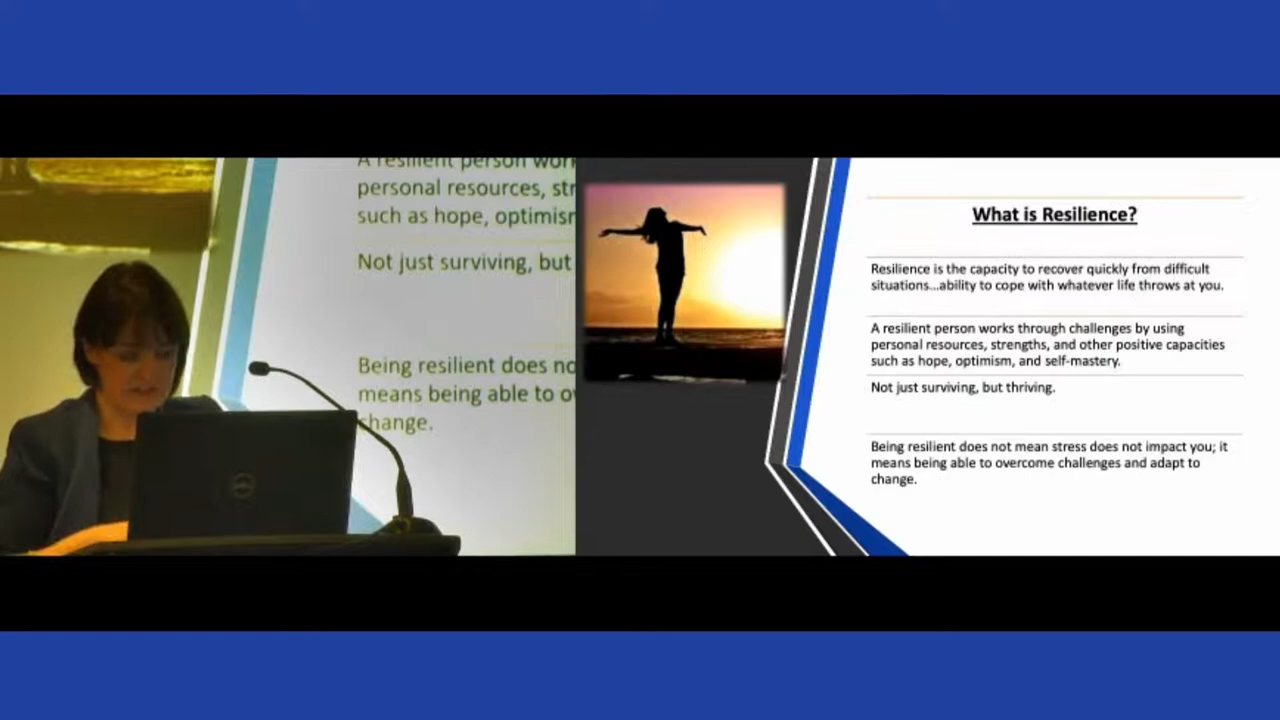 A resilient person work
personal resources, str
such as hope, optimism
Not just surviving, but
Being resilient does no
means being able to ov
change.
DELL
What is Resilience?
Resilience is the capacity to recover quickly from difficult
situations...ability to cope with whatever life throws at you.
A resilient person works through challenges by using
personal resources, strengths, and other positive capacities
such as hope, optimism, and self-mastery.
Not just surviving, but thriving.
Being resilient does not mean stress does not impact you; it
means being able to overcome challenges and adapt to
change.